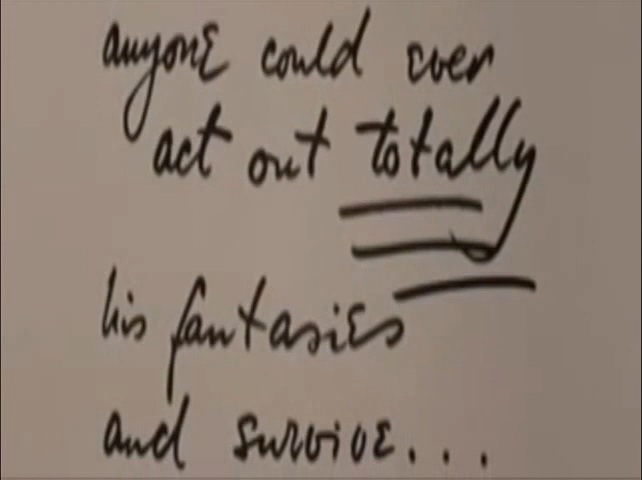 anyone could ever
act out totally
his fantasies
and survive...